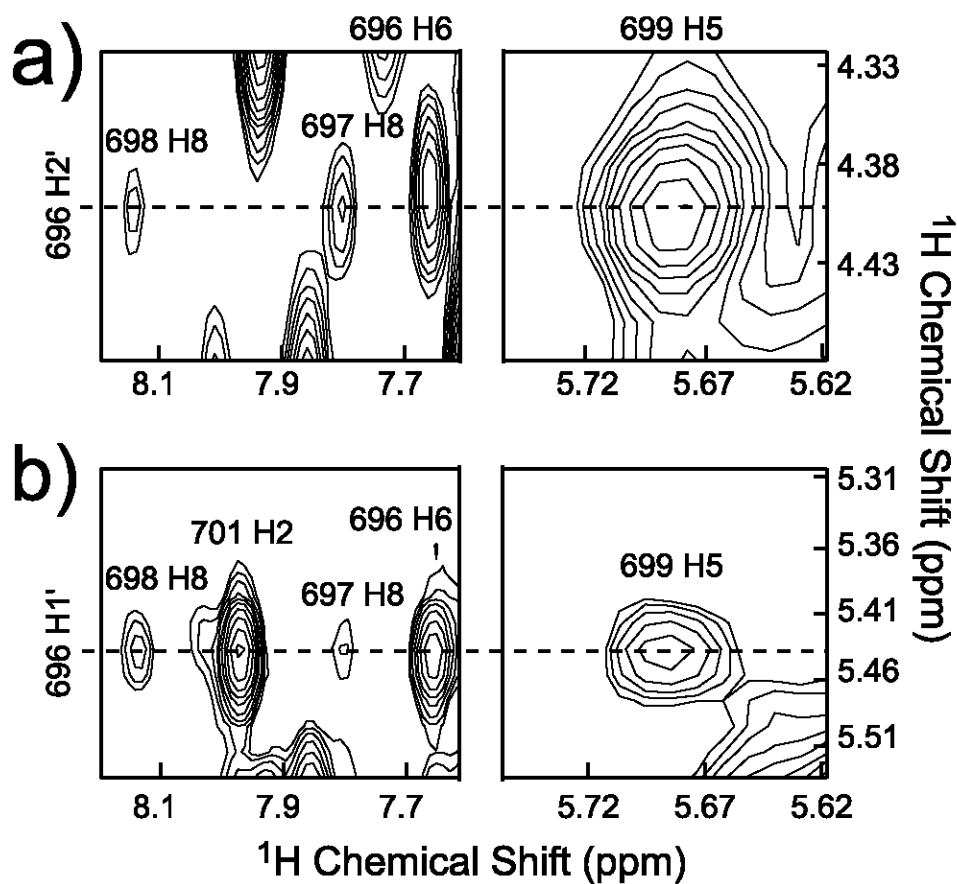 a)
696 H6
699 H5
698 H8
697 H8
696 H2'
4.33
4.38
4.43
8.1
7.9
7.7
5.72
5.67
5.62
b)
696 H6
701 H2
698 H8
697 H8
699 H5
696 H1'
5.31
5.36
5.41
5.46
5.51
8.1
7.9
7.7
5.72
5.67
5.62
¹H Chemical Shift (ppm)
¹H Chemical Shift (ppm)